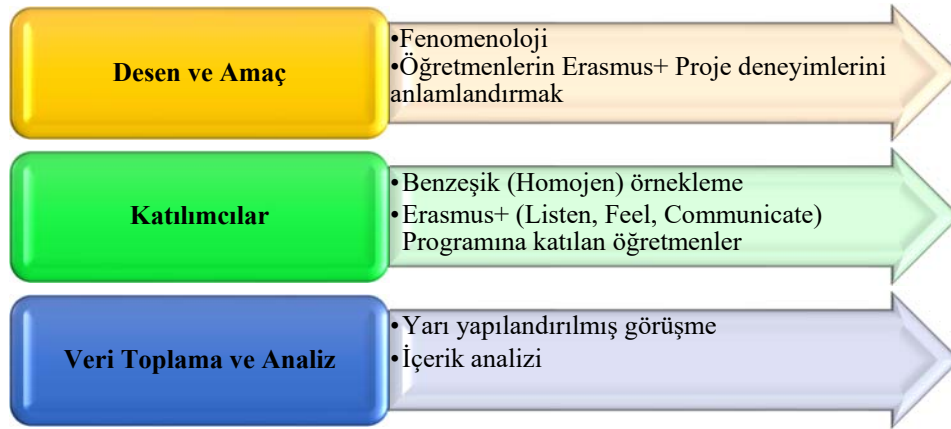 Desen ve Amaç
•Fenomenoloji
•Öğretmenlerin Erasmus+ Proje deneyimlerini
anlamlandırmak
Katılımcılar
•Benzeşik (Homojen) örnekleme
•Erasmus+ (Listen, Feel, Communicate)
Programına katılan öğretmenler
Veri Toplama ve Analiz
•Yarı yapılandırılmış görüşme
•İçerik analizi